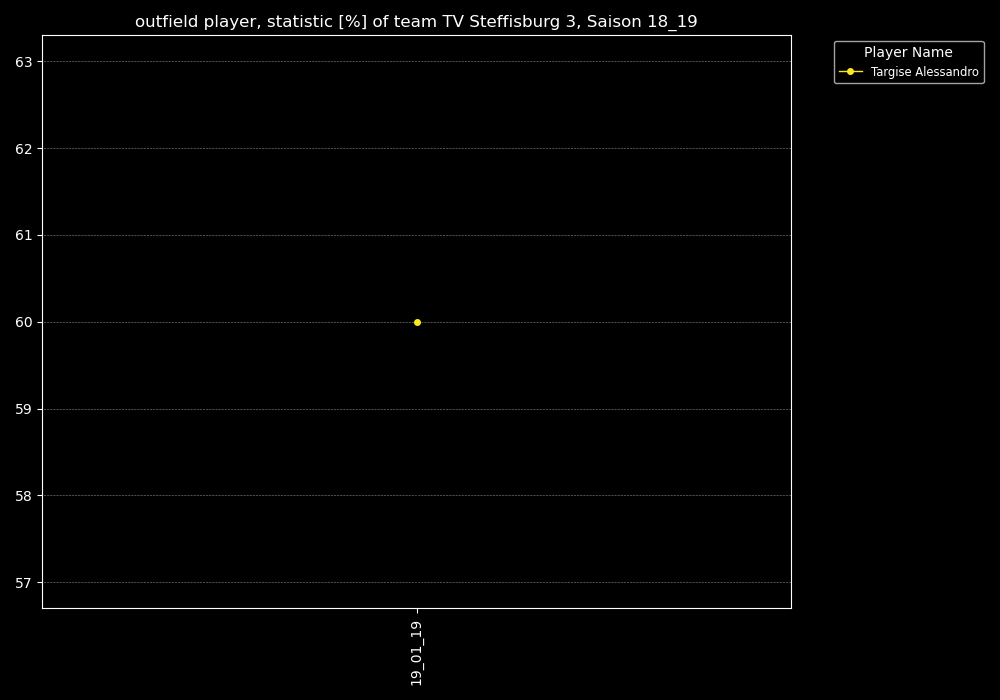 outfield player, statistic [%] of team TV Steffisburg 3, Saison 18_19
Player Name
Targise Alessandro
63
62
61
60
59
58
57
19_01_19